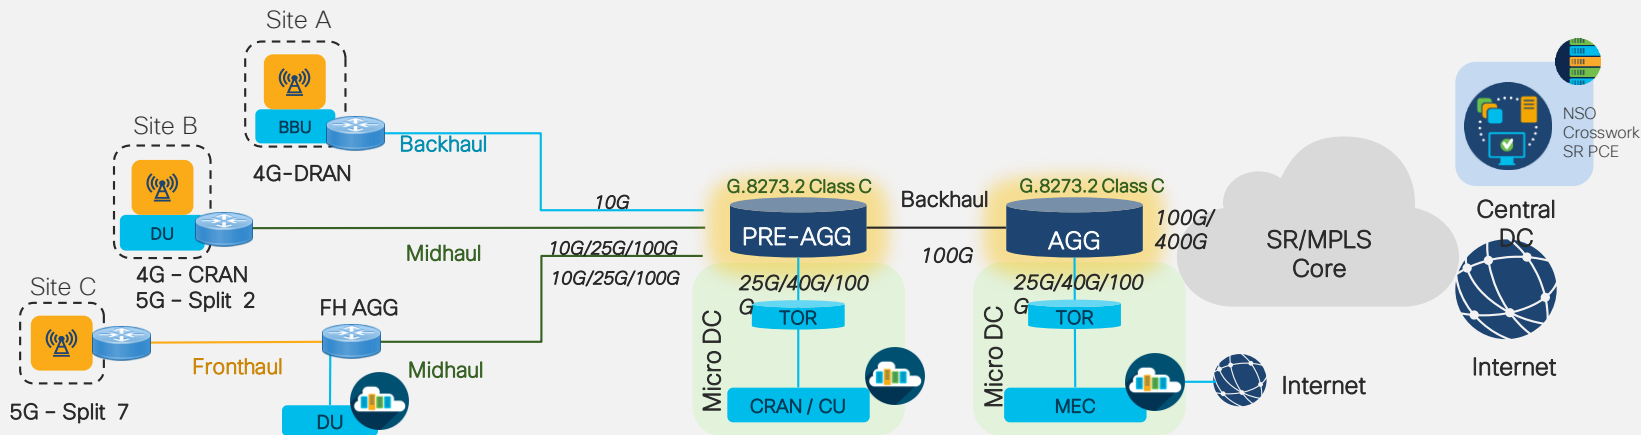 Site A
BBU
4G-DRAN
Backhaul
Site B
DU
4G - CRAN
5G - Split 2
Midhaul
Site C
5G - Split 7
Fronthaul
FH AGG
DU
Midhaul
10G
10G/25G/100G
10G/25G/100G
G.8273.2 Class C
PRE-AGG
Backhaul
100G
G.8273.2 Class C
AGG
100G/
400G
25G/40G/100
G
TOR
Micro DC
CRAN / CU
25G/40G/100
G
TOR
Micro DC
MEC
Internet
SR/MPLS
Core
NSO
Crosswork
SR PCE
Central
DC
Internet